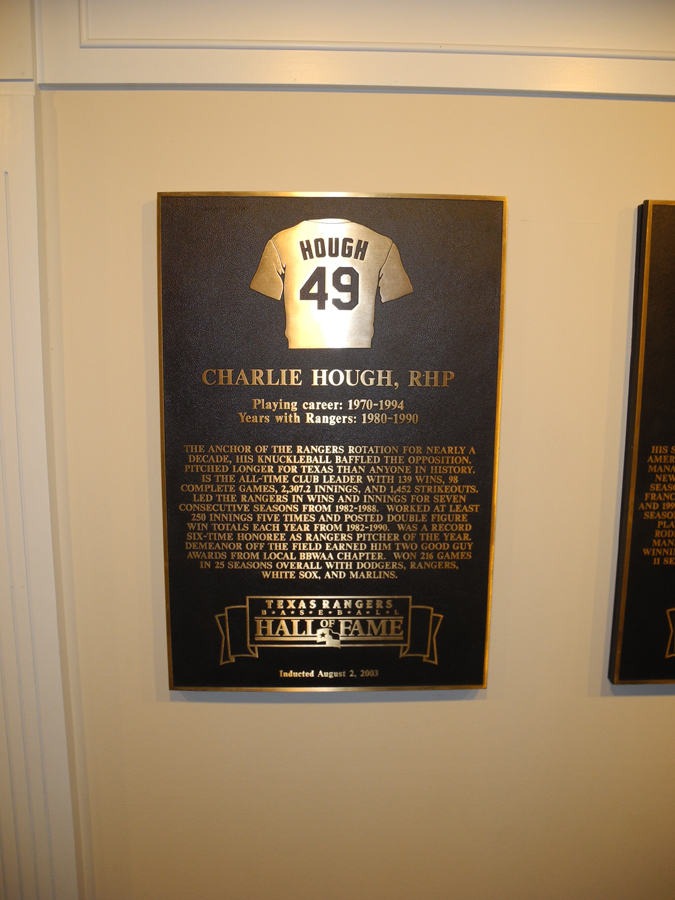 HOUGH
49
CHARLIE HOUGH, RHP
Playing career: 1970-1994
Years with Rangers: 1980-1990
THE ANCHOR OF THE RANGERS ROTATION FOR NEARLY A
DECADE, HIS KNUCKLEBALL BAFFLED THE OPPOSITION.
PITCHED LONGER FOR TEXAS THAN ANYONE IN HISTORY.
IS THE ALL-TIME CLUB LEADER WITH 139 WINS, 98
COMPLETE GAMES, 2,307.2 INNINGS, AND 1,452 STRIKEOUTS.
LED THE RANGERS IN WINS AND INNINGS FOR SEVEN
CONSECUTIVE SEASONS FROM 1982-1988. WORKED AT LEAST
250 INNINGS FIVE TIMES AND POSTED DOUBLE FIGURE
WIN TOTALS EACH YEAR FROM 1982-1990. WAS A RECORD
SIX-TIME HONOREE AS RANGERS PITCHER OF THE YEAR.
DEMEANOR OFF THE FIELD EARNED HIM TWO GOOD GUY
AWARDS FROM LOCAL BBWAA CHAPTER. WON 216 GAMES
IN 25 SEASONS OVERALL WITH DODGERS, RANGERS,
WHITE SOX, AND MARLINS.
TEXAS RANGERS
BASEBALL
HALL OF FAME
Inducted August 2, 2003
HIS
AND